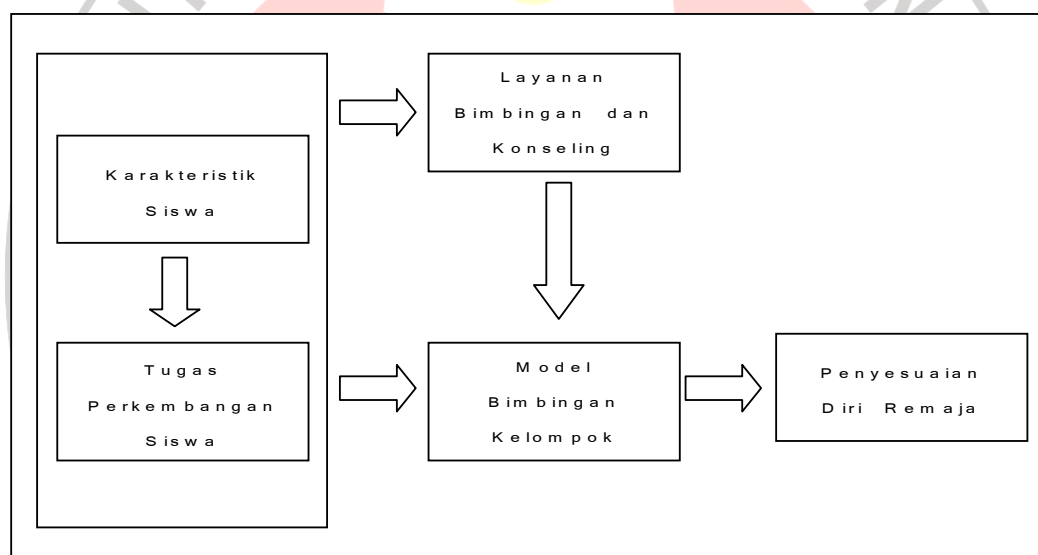 Layanan
Bimbingan dan
Konseling
Karakteristik
Siswa
Tugas
Perkembangan
Siswa
Model
Bimbingan
Kelompok
Penyesuaian
Diri Remaja